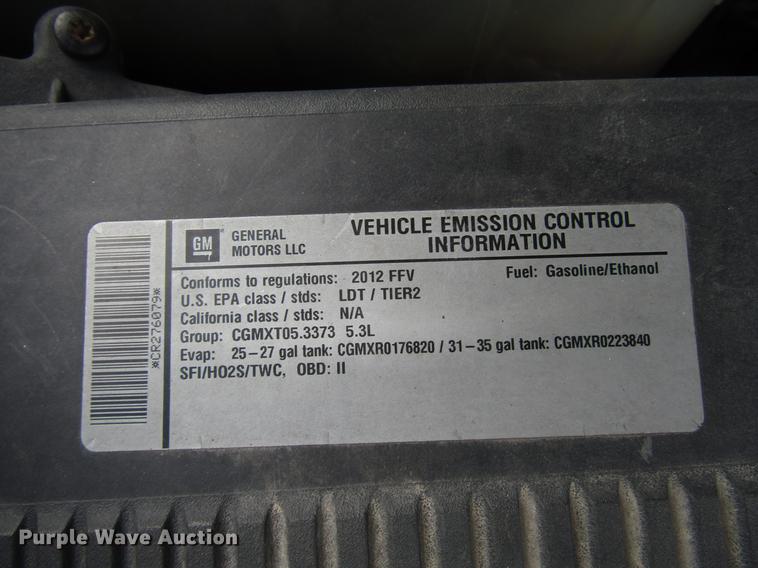 GM
GENERAL MOTORS LLC
VEHICLE EMISSION CONTROL INFORMATION
Conforms to regulations: 2012 FFV Fuel: Gasoline/Ethanol
U.S. EPA class / stds: LDT / TIER2
California class / stds: N/A
Group: CGMXT05.3373 5.3L
Evap: 25-27 gal tank: CGMXR0176820 / 31-35 gal tank: CGMXR0223840
SFI/HO2S/TWC, OBD: II
*CR276079*
Purple Wave Auction